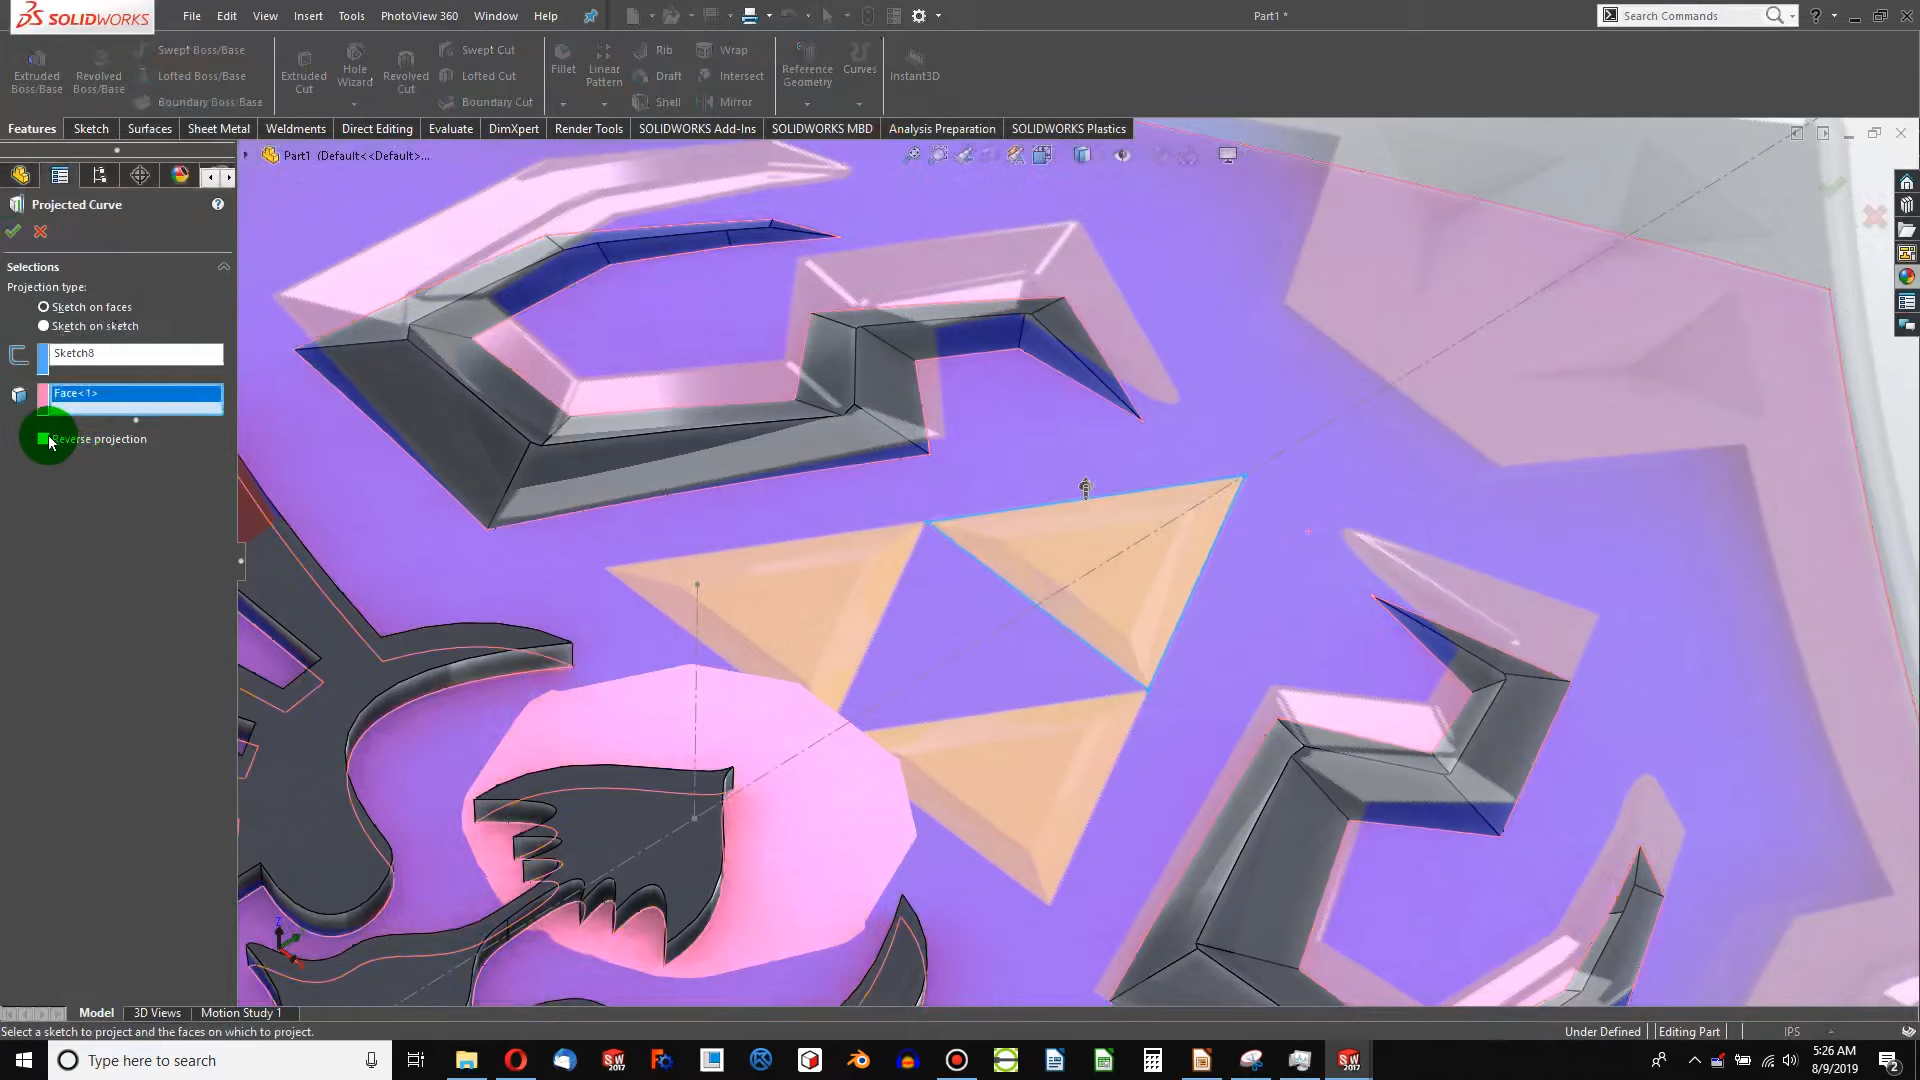 SOLIDWORKS
File Edit View Insert Tools PhotoView 360 Window Help
Part1 *
Search Commands
Extruded Boss/Base
Revolved Boss/Base
Swept Boss/Base
Lofted Boss/Base
Boundary Boss/Base
Extruded Cut
Hole Wizard
Revolved Cut
Swept Cut
Lofted Cut
Boundary Cut
Fillet
Linear Pattern
Rib
Draft
Shell
Wrap
Intersect
Mirror
Reference Geometry
Curves
Instant3D
Features Sketch Surfaces Sheet Metal Weldments Direct Editing Evaluate DimXpert Render Tools SOLIDWORKS Add-Ins SOLIDWORKS MBD Analysis Preparation SOLIDWORKS Plastics
Part1 (Default<<Default>...
Projected Curve
Selections
Projection type:
Sketch on faces
Sketch on sketch
Sketch8
Face<1>
Reverse projection
Z
X
Model 3D Views Motion Study 1
Select a sketch to project and the faces on which to project.
Under Defined Editing Part IPS
Type here to search
SW 2017
SW 2017
5:26 AM
8/9/2019
2